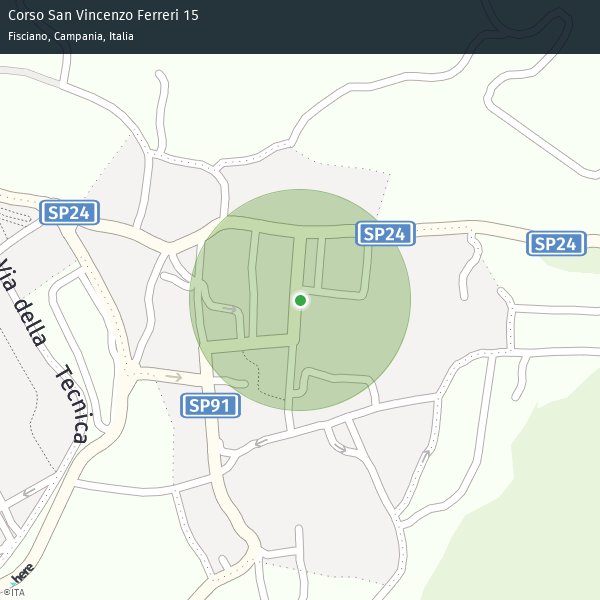 Corso San Vincenzo Ferreri 15
Fisciano, Campania, Italia
SP24
SP24
SP24
Via della Tecnica
SP91
here
©ITA